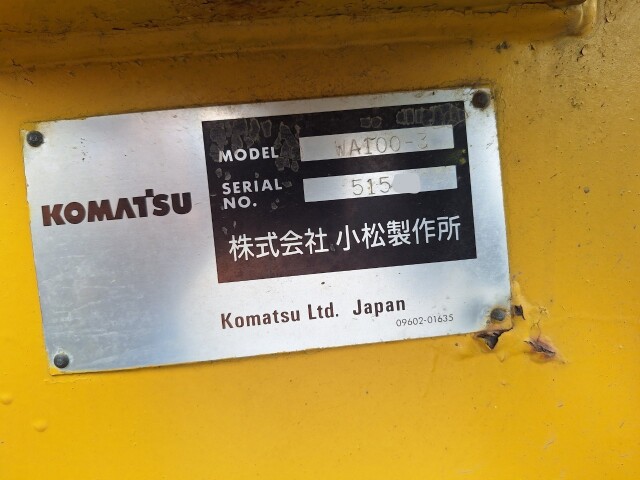 KOMATSU
MODEL WA100-3
SERIAL NO. 515
株式会社 小松製作所
Komatsu Ltd. Japan
09602-01635